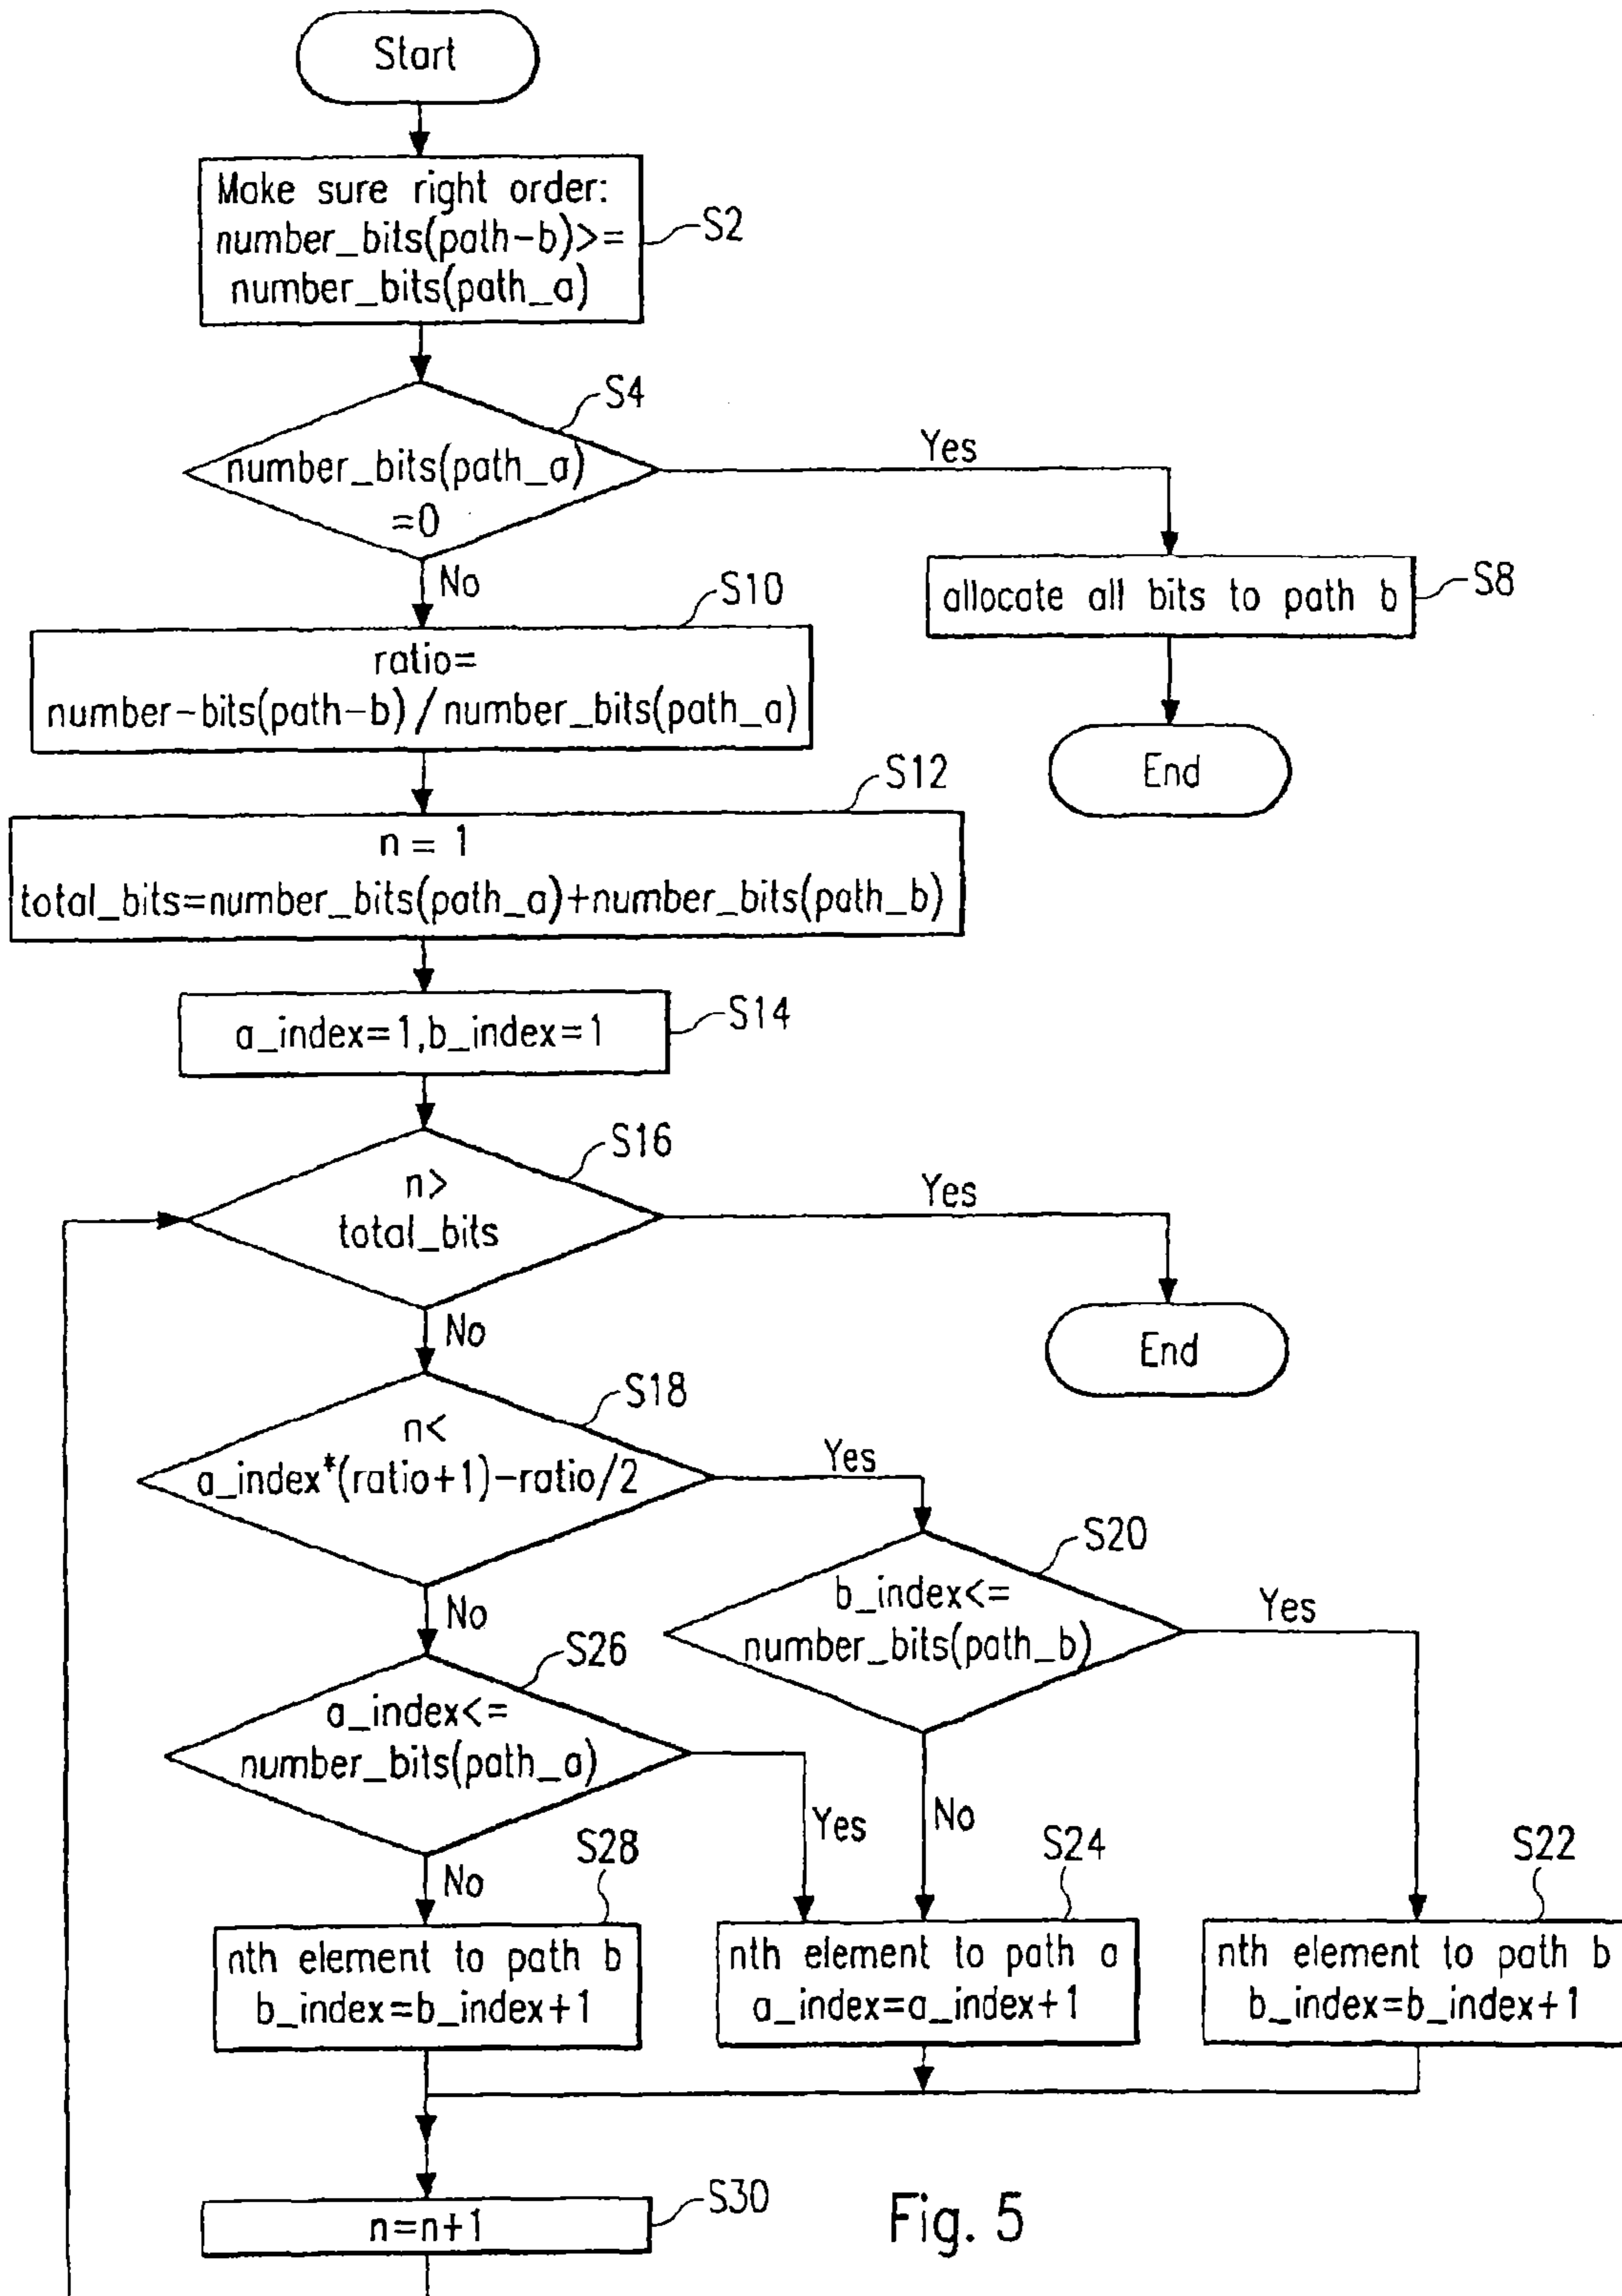 Start
Make sure right order:
number_bits(path-b)>=
number_bits(path_a)
S2
S4
number_bits(path_a)
=0
Yes
No
allocate all bits to path b
S8
End
S10
ratio=
number-bits(path-b)/number_bits(path_a)
S12
n = 1
total_bits=number_bits(path_a)+number_bits(path_b)
a_index=1,b_index=1
S14
S16
n>
total_bits
Yes
No
End
S18
n<
a_index*(ratio+1)-ratio/2
Yes
No
S20
b_index<=
number_bits(path_b)
Yes
No
S26
a_index<=
number_bits(path_a)
Yes
No
S28
nth element to path b
b_index=b_index+1
S24
nth element to path a
a_index=a_index+1
S22
nth element to path b
b_index=b_index+1
n=n+1
S30
Fig. 5